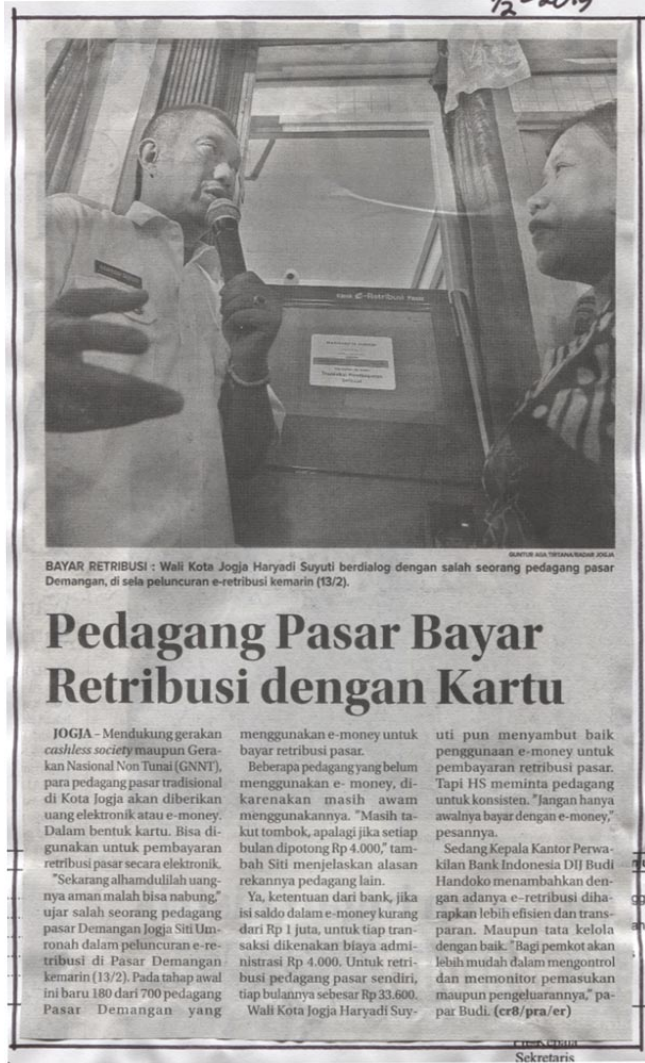 12 - 2019
e-Retribusi
GUNTUR AGA TIRTANA/RADAR JOGJA
BAYAR RETRIBUSI : Wali Kota Jogja Haryadi Suyuti berdialog dengan salah seorang pedagang pasar
Demangan, di sela peluncuran e-retribusi kemarin (13/2).
Pedagang Pasar Bayar
Retribusi dengan Kartu
JOGJA – Mendukung gerakan
cashless society maupun Gera-
kan Nasional Non Tunai (GNNT),
para pedagang pasar tradisional
di Kota Jogja akan diberikan
uang elektronik atau e-money.
Dalam bentuk kartu. Bisa di-
gunakan untuk pembayaran
retribusi pasar secara elektronik.
"Sekarang alhamdulilah uang-
nya aman malah bisa nabung,"
ujar salah seorang pedagang
pasar Demangan Jogja Siti Um-
ronah dalam peluncuran e-re-
tribusi di Pasar Demangan
kemarin (13/2). Pada tahap awal
ini baru 180 dari 700 pedagang
Pasar Demangan yang
menggunakan e-money untuk
bayar retribusi pasar.
Beberapa pedagang yang belum
menggunakan e- money, di-
karenakan masih awam
menggunakannya. "Masih ta-
kut tombok, apalagi jika setiap
bulan dipotong Rp 4.000," tam-
bah Siti menjelaskan alasan
rekannya pedagang lain.
Ya, ketentuan dari bank, jika
isi saldo dalam e-money kurang
dari Rp 1 juta, untuk tiap tran-
saksi dikenakan biaya admi-
nistrasi Rp 4.000. Untuk retri-
busi pedagang pasar sendiri,
tiap bulannya sebesar Rp 33.600.
Wali Kota Jogja Haryadi Suy-
uti pun menyambut baik
penggunaan e-money untuk
pembayaran retribusi pasar.
Tapi HS meminta pedagang
untuk konsisten. "Jangan hanya
awalnya bayar dengan e-money,"
pesannya.
Sedang Kepala Kantor Perwa-
kilan Bank Indonesia DIJ Budi
Handoko menambahkan den-
gan adanya e-retribusi diha-
rapkan lebih efisien dan trans-
paran. Maupun tata kelola
dengan baik. "Bagi pemkot akan
lebih mudah dalam mengontrol
dan memonitor pemasukan
maupun pengeluarannya," pa-
par Budi. (cr8/pra/er)
Sekretaris